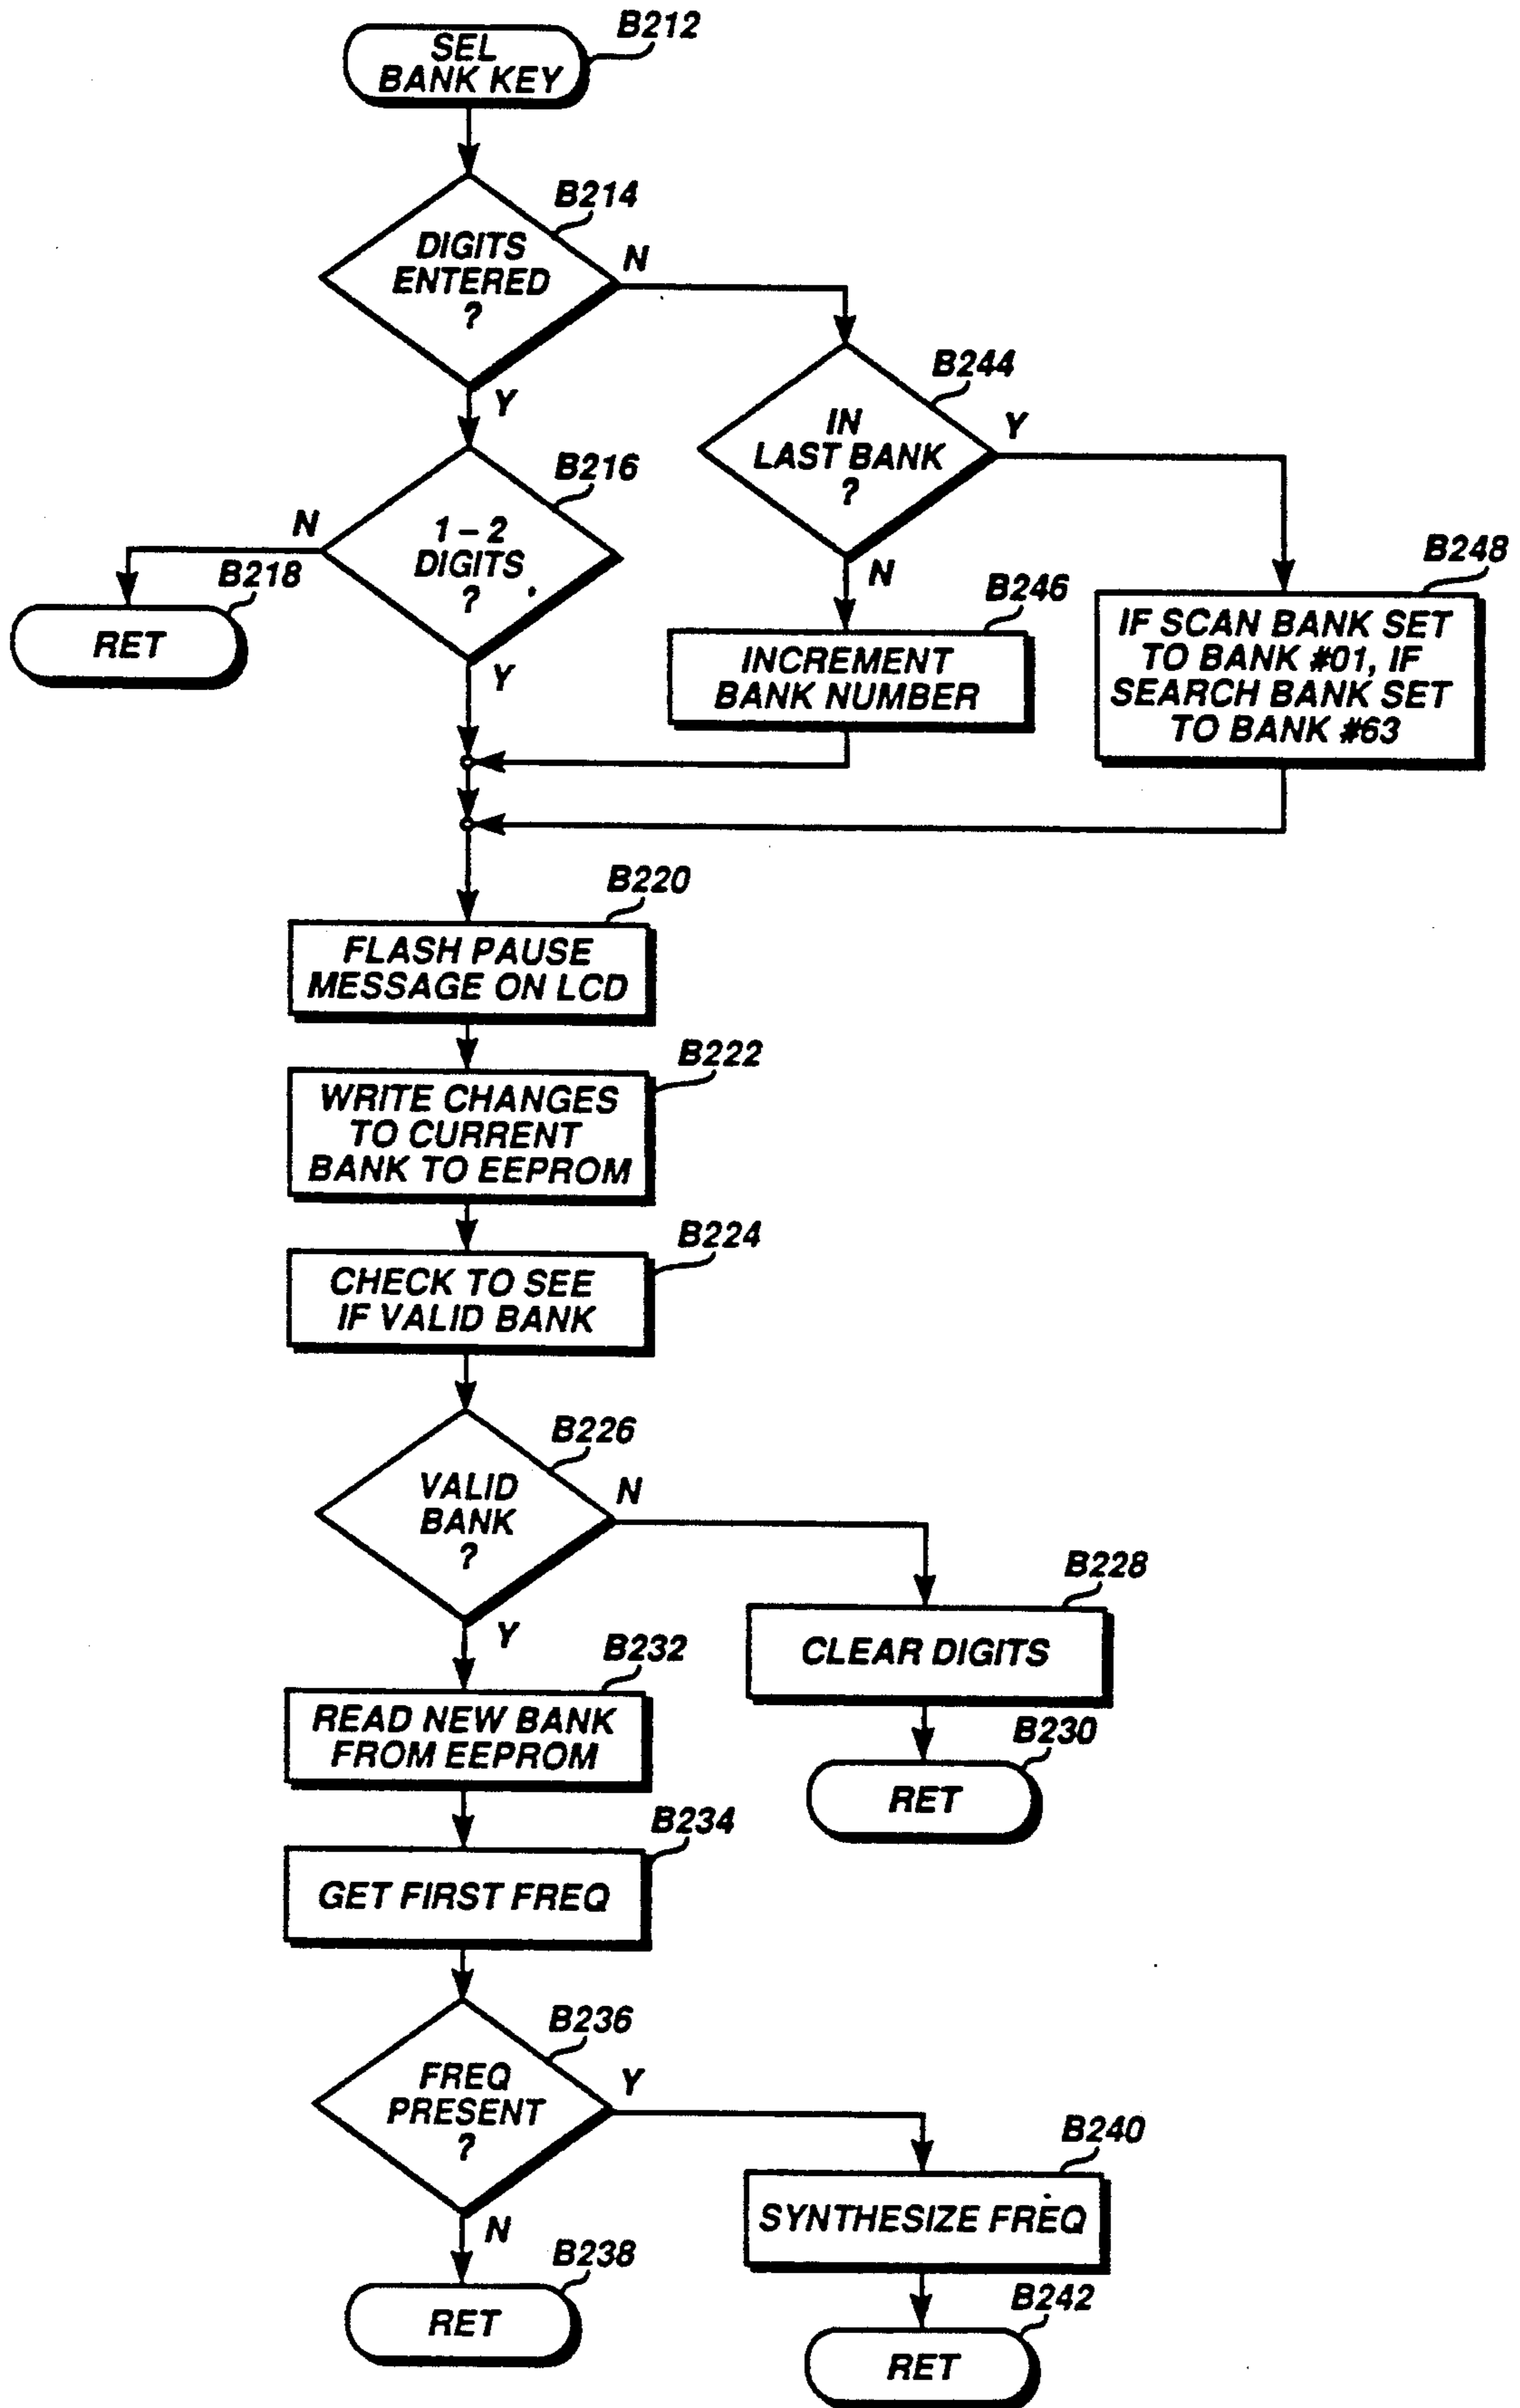 SEL
BANK KEY
B212
DIGITS
ENTERED
?
B214
N
Y
IN
LAST BANK
?
B244
Y
N
1-2
DIGITS
?
B216
N
Y
RET
B218
INCREMENT
BANK NUMBER
B246
IF SCAN BANK SET
TO BANK #01, IF
SEARCH BANK SET
TO BANK #63
B248
B220
FLASH PAUSE
MESSAGE ON LCD
B222
WRITE CHANGES
TO CURRENT
BANK TO EEPROM
B224
CHECK TO SEE
IF VALID BANK
B226
VALID
BANK
?
N
Y
B228
CLEAR DIGITS
B230
RET
B232
READ NEW BANK
FROM EEPROM
B234
GET FIRST FREQ
B236
FREQ
PRESENT
?
Y
N
B240
SYNTHESIZE FREQ
B238
RET
B242
RET